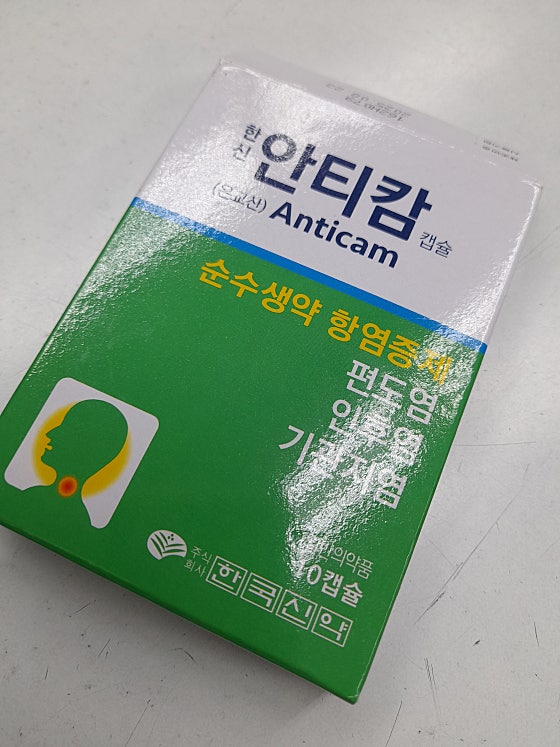 한신 안티캄 캡슐
(은교산) Anticam
순수생약 항염증제
편도염
인후염
기관지염
주식회사 한국신약
0캡슐